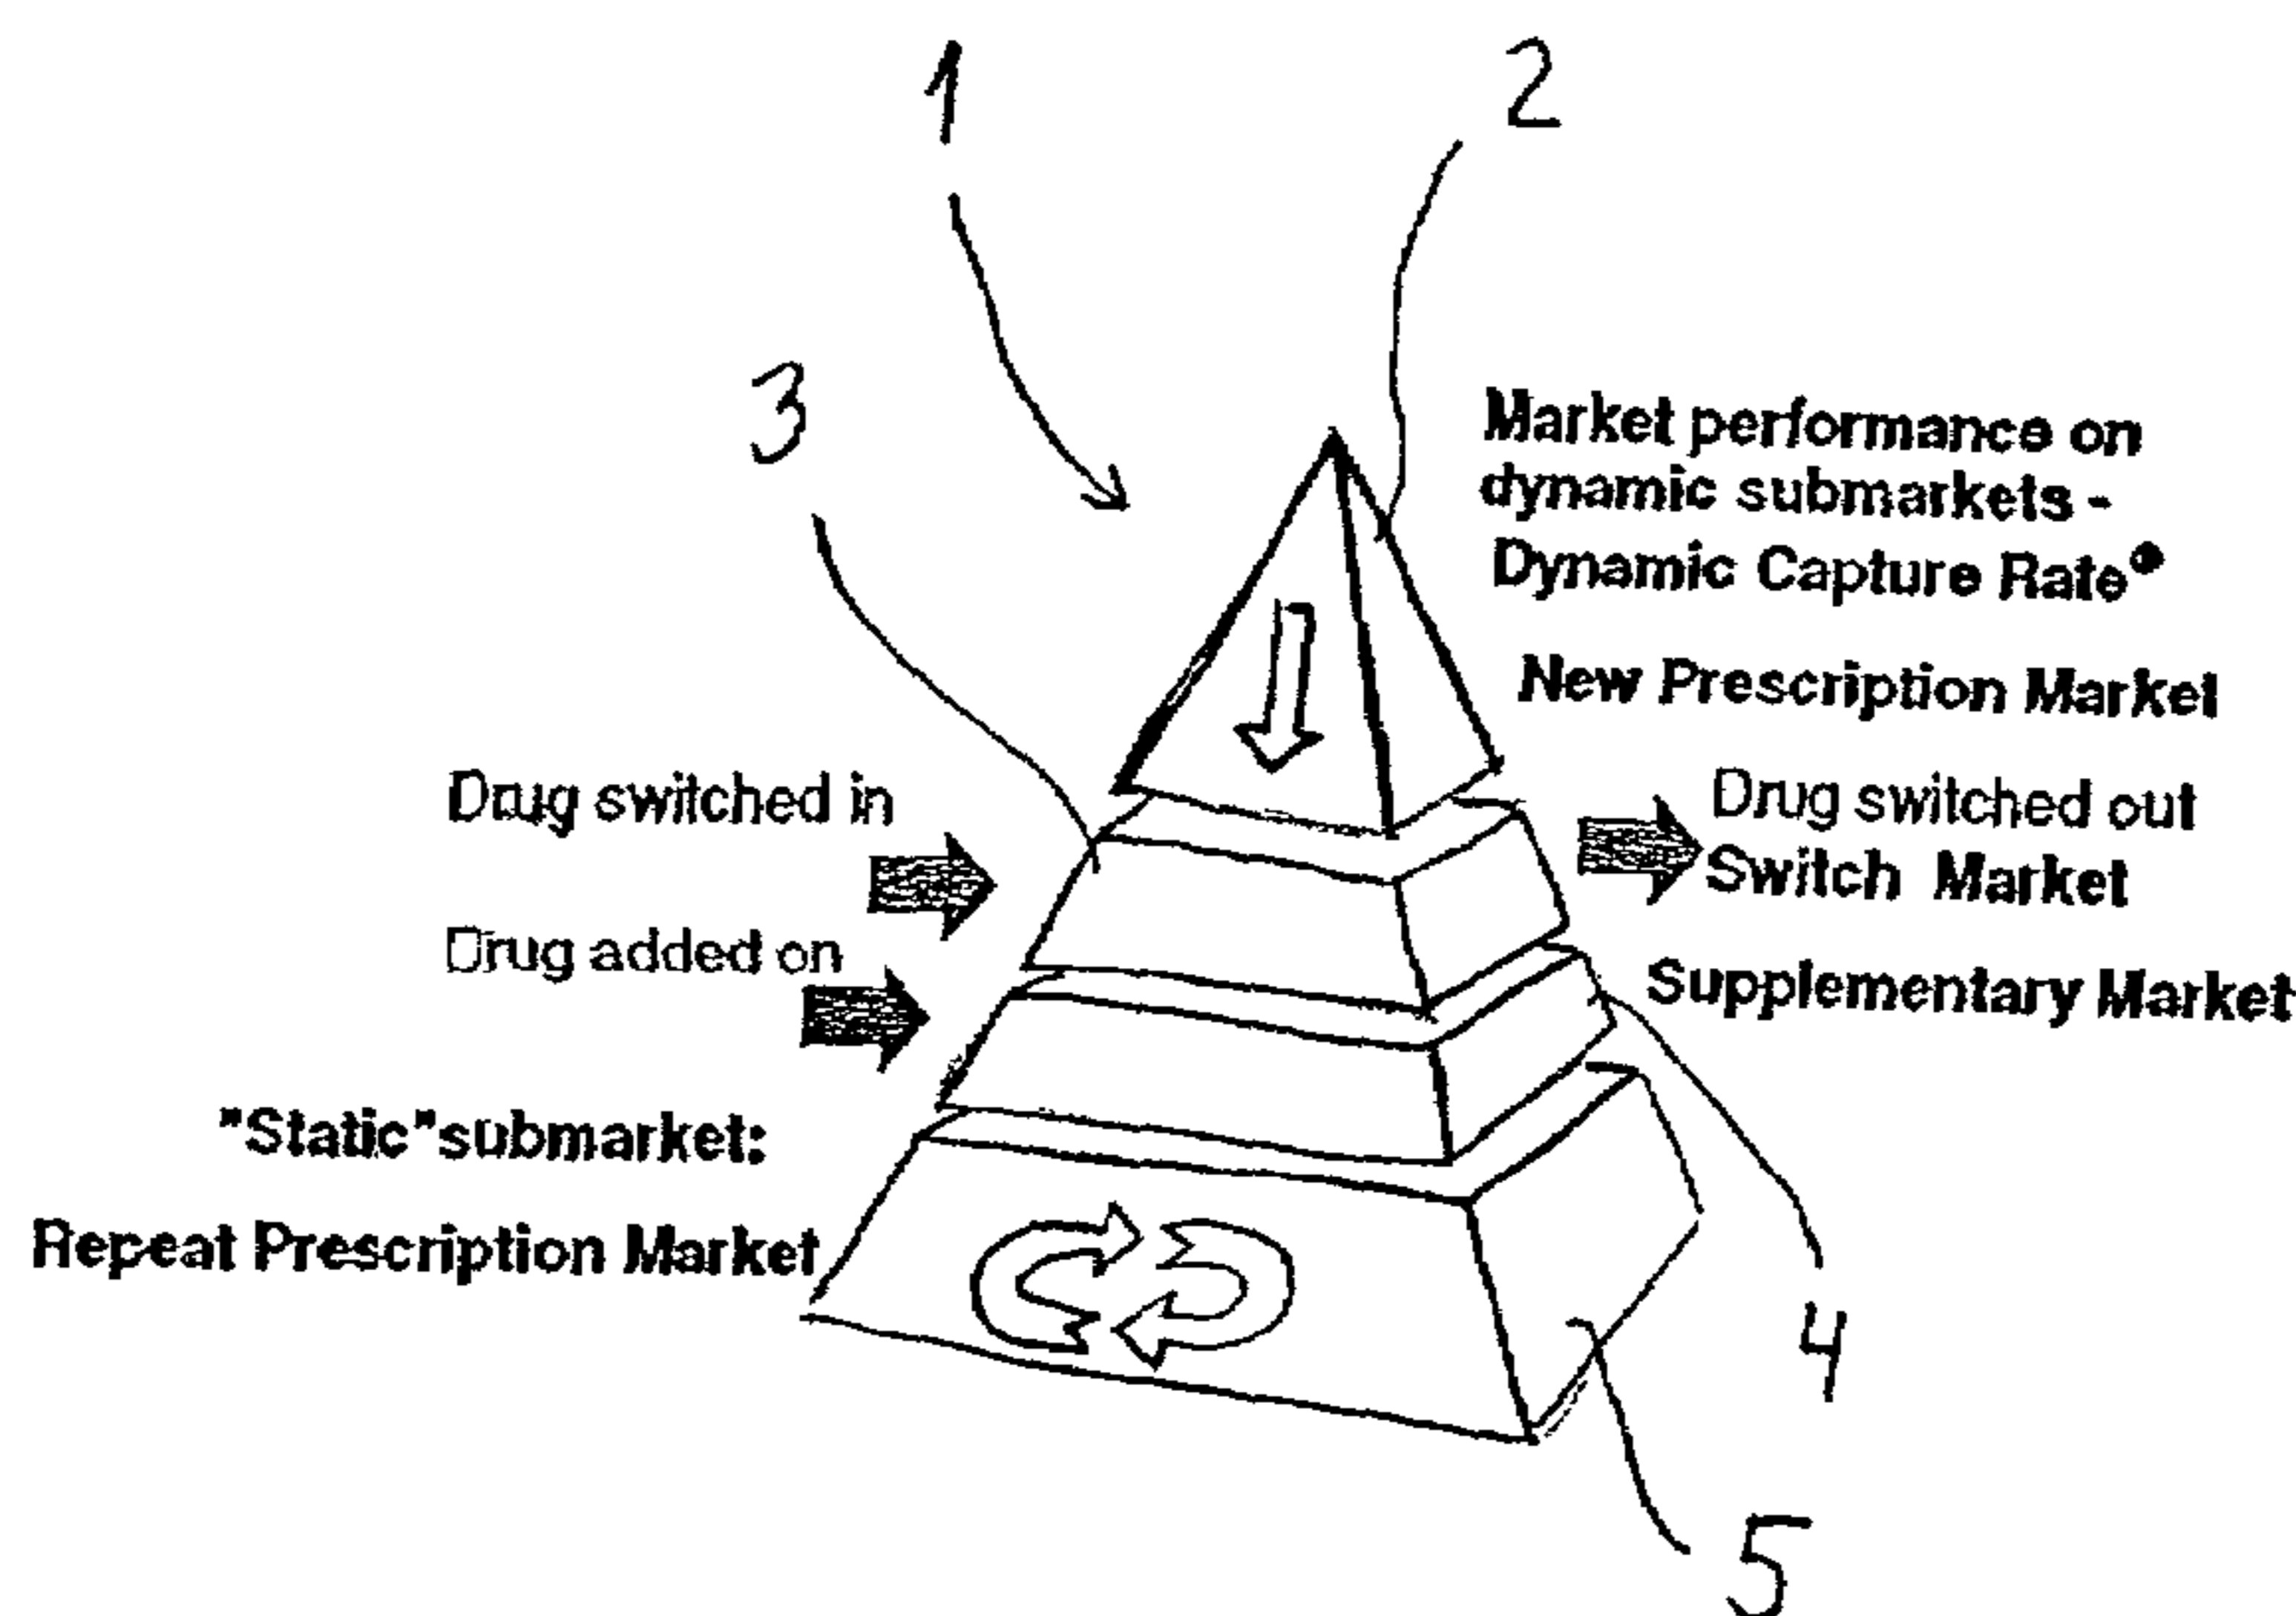 1
2
3
Market performance on
dynamic submarkets -
Dynamic Capture Rate®
New Prescription Market
Drug switched in
Drug switched out
Switch Market
Drug added on
Supplementary Market
"Static"submarket:
Repeat Prescription Market
4
5